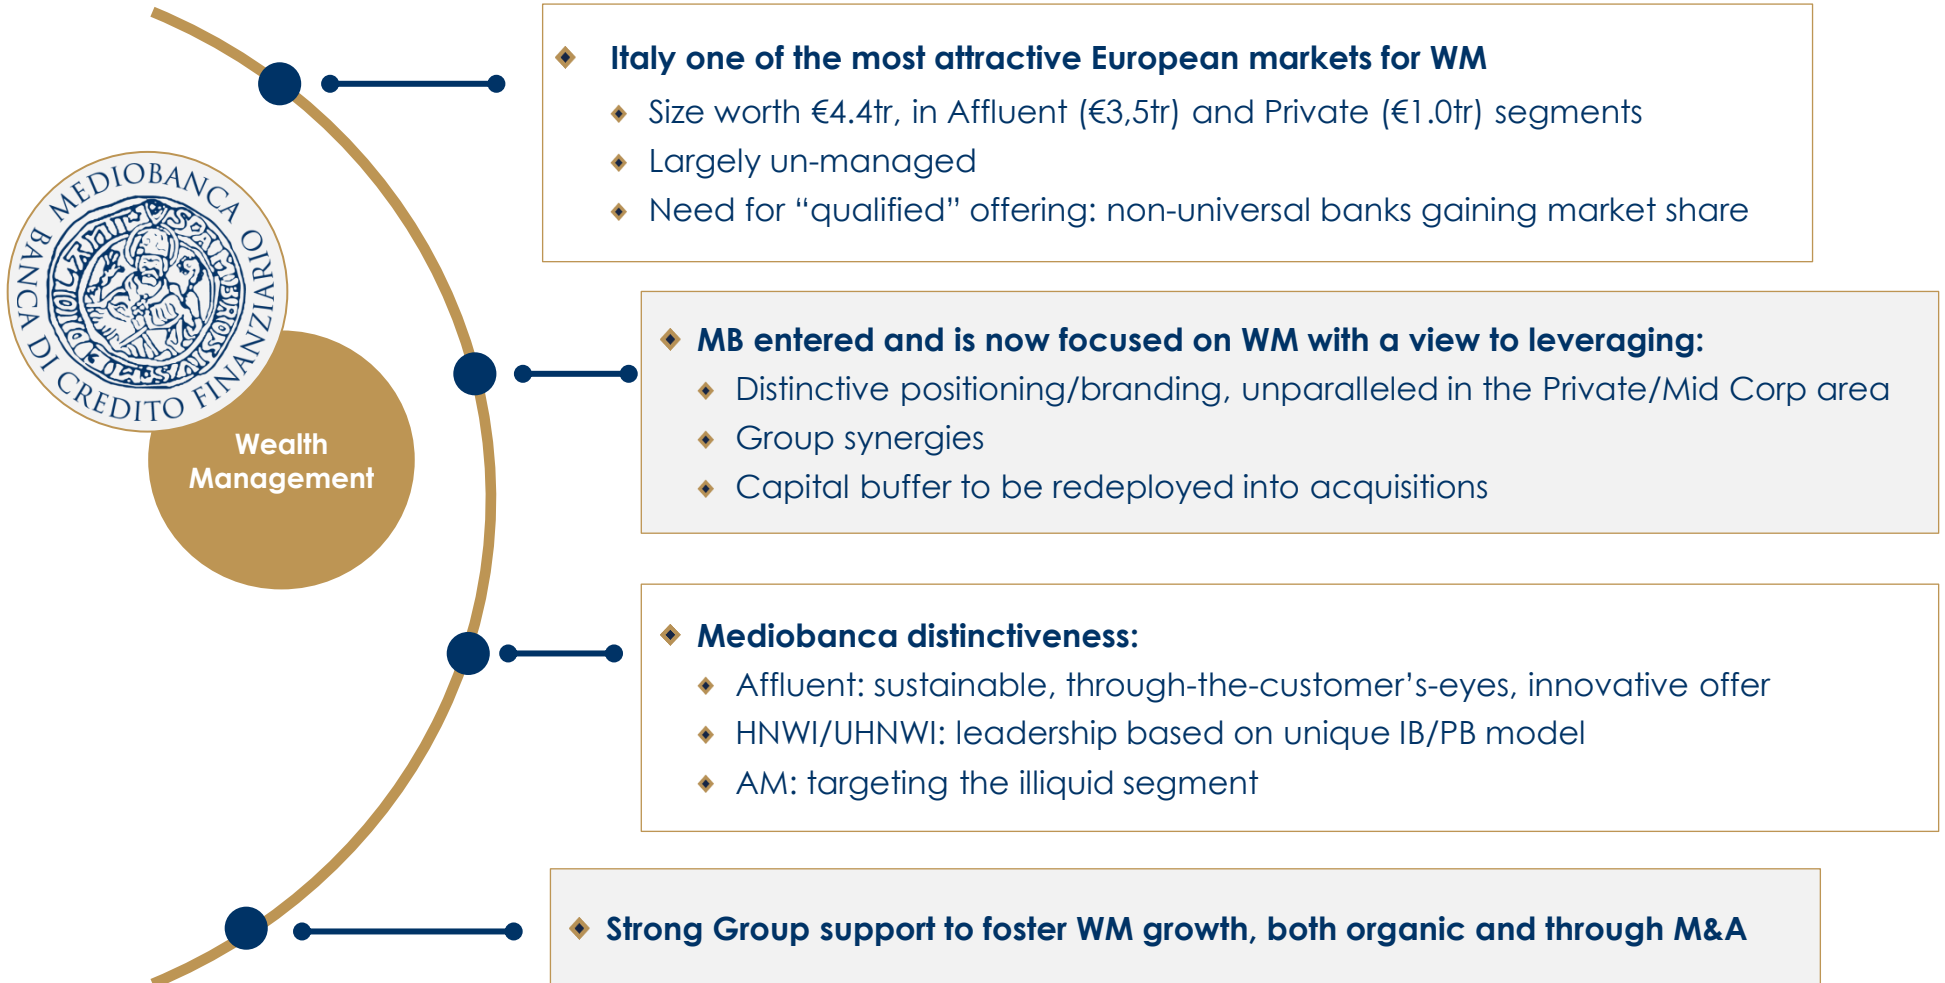 Italy one of the most attractive European markets for WM
Size worth €4.4tr, in Affluent (€3,5tr) and Private (€1.0tr) segments
Largely un-managed
Need for “qualified” offering: non-universal banks gaining market share
MEDIOBANCA
BANCA DI CREDITO FINANZIARIO
Wealth
Management
MB entered and is now focused on WM with a view to leveraging:
Distinctive positioning/branding, unparalleled in the Private/Mid Corp area
Group synergies
Capital buffer to be redeployed into acquisitions
Mediobanca distinctiveness:
Affluent: sustainable, through-the-customer’s-eyes, innovative offer
HNWI/UHNWI: leadership based on unique IB/PB model
AM: targeting the illiquid segment
Strong Group support to foster WM growth, both organic and through M&A